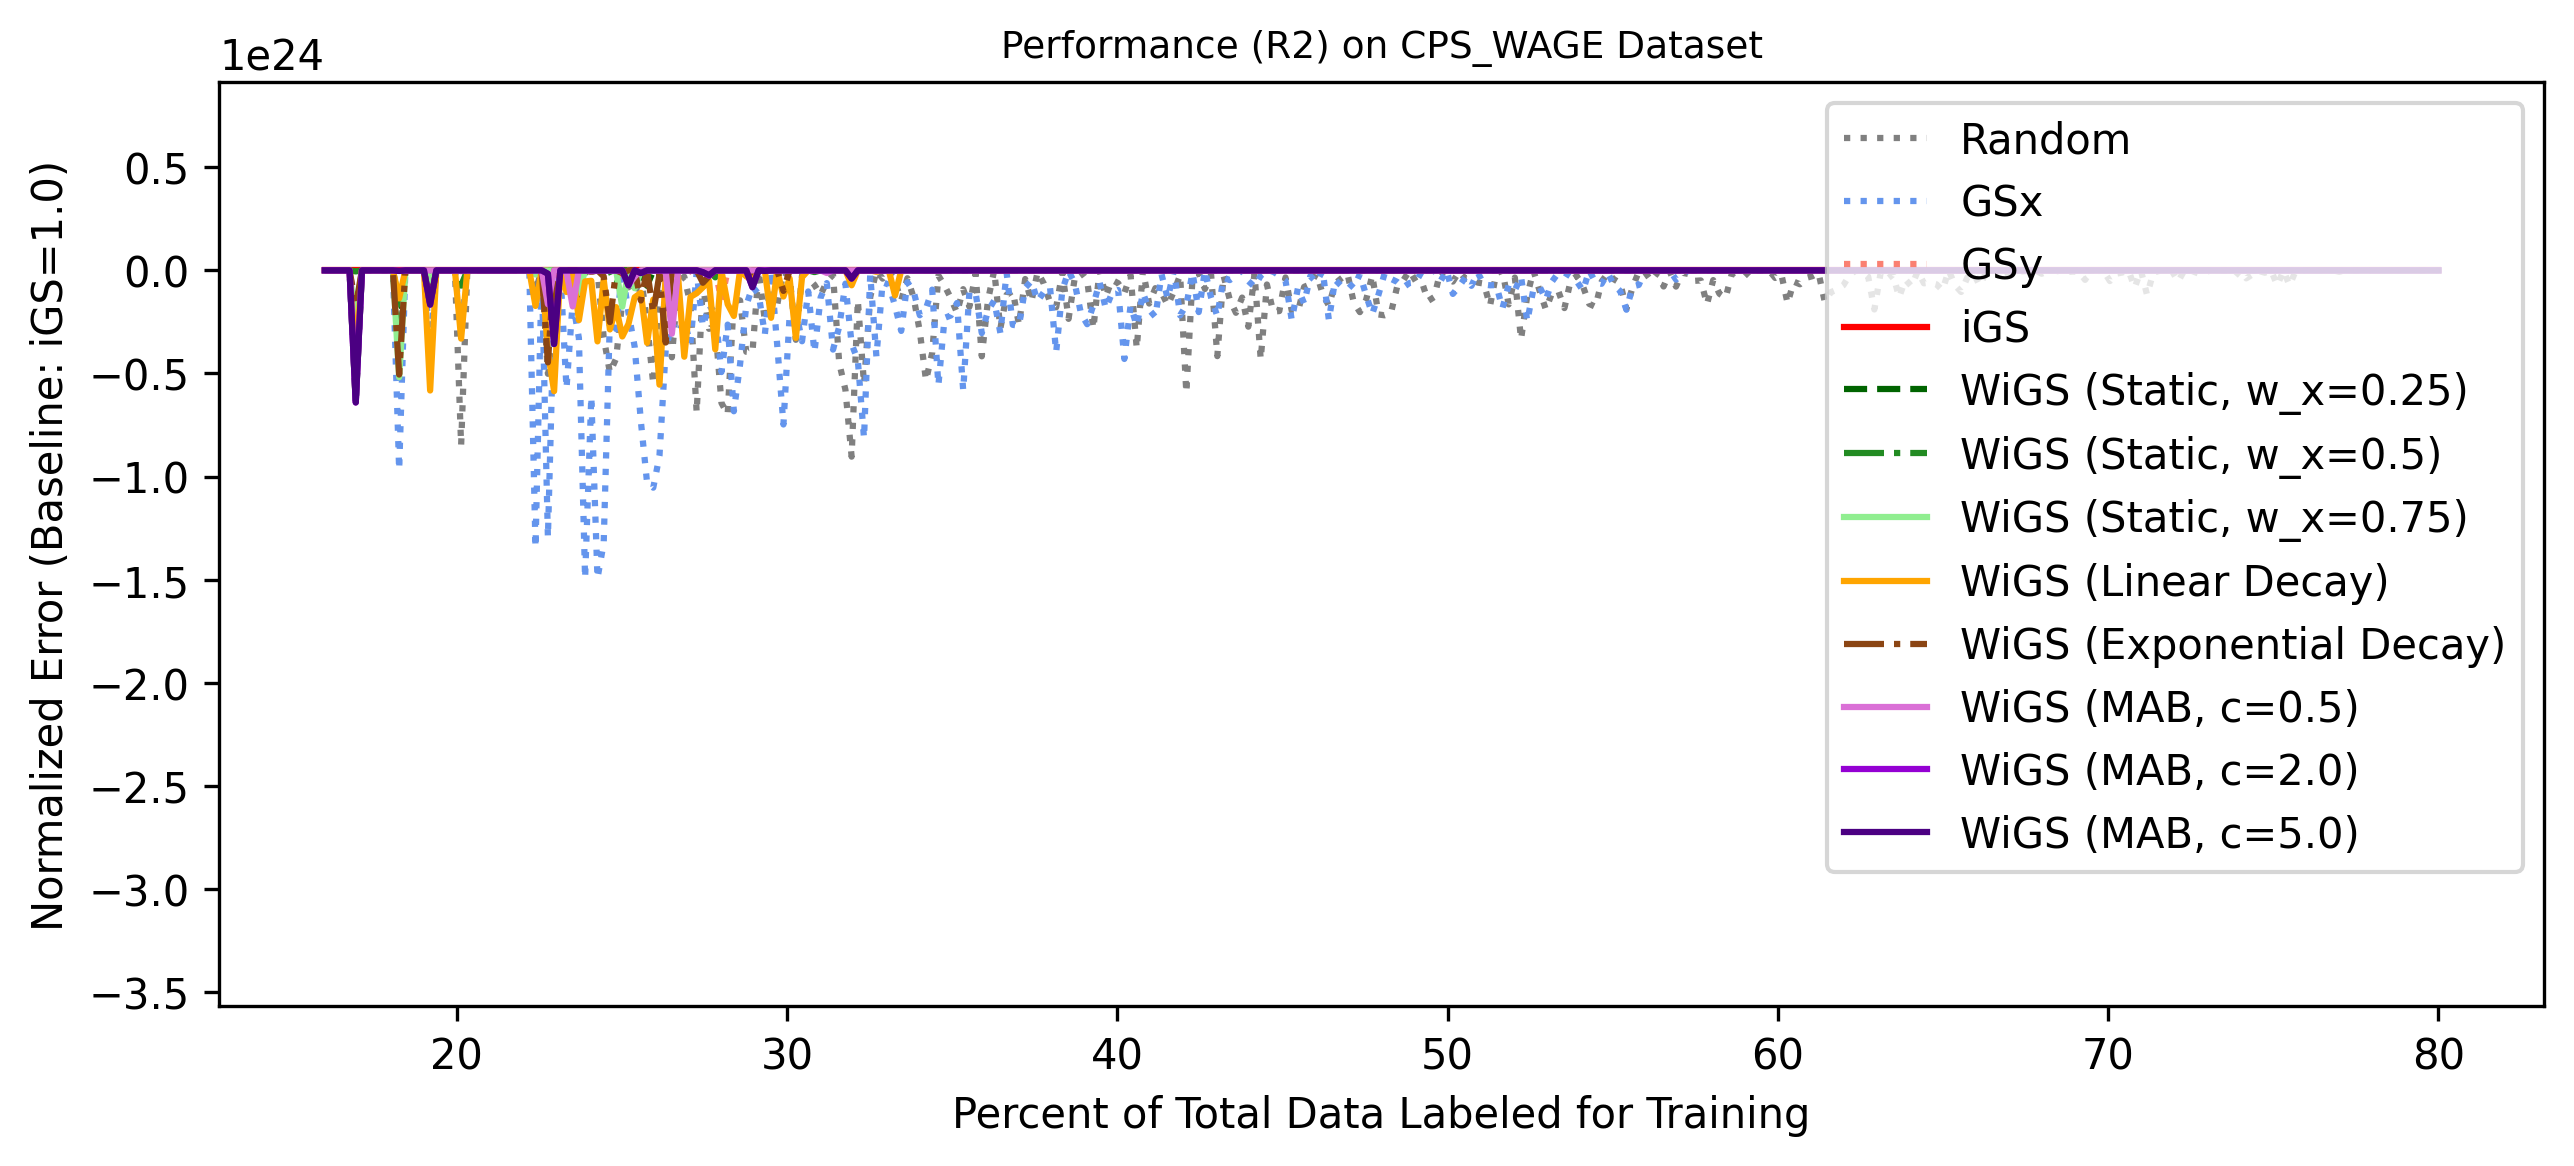 Performance (R2) on CPS_WAGE Dataset
1e24
Normalized Error (Baseline: iGS=1.0)
0.5
0.0
−0.5
−1.0
−1.5
−2.0
−2.5
−3.0
−3.5
Random
GSx
GSy
iGS
WiGS (Static, w_x=0.25)
WiGS (Static, w_x=0.5)
WiGS (Static, w_x=0.75)
WiGS (Linear Decay)
WiGS (Exponential Decay)
WiGS (MAB, c=0.5)
WiGS (MAB, c=2.0)
WiGS (MAB, c=5.0)
20 30 40 50 60 70 80
Percent of Total Data Labeled for Training